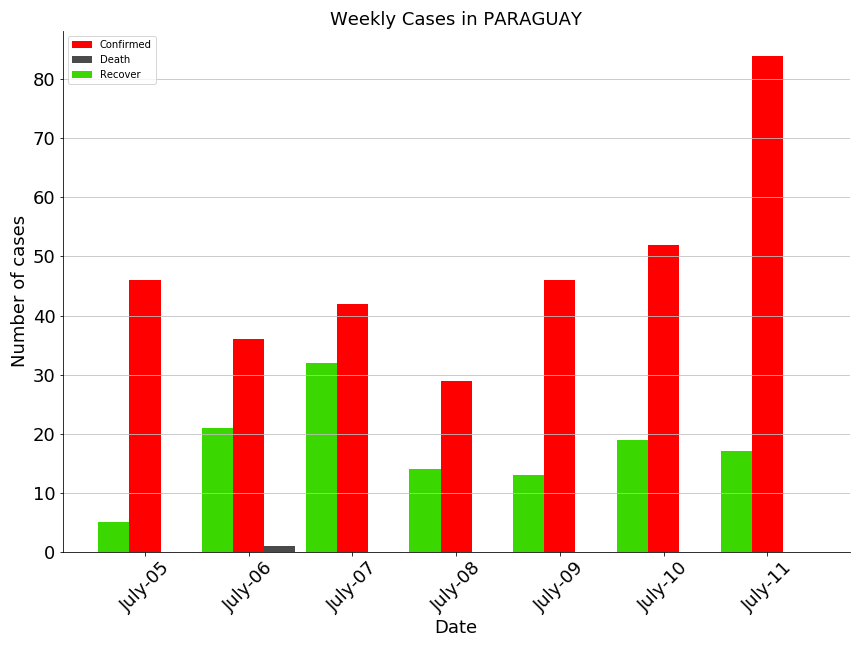 Weekly Cases in PARAGUAY
Confirmed
Death
Recover
Number of cases
80
70
60
50
40
30
20
10
0
July-05
July-06
July-07
July-08
July-09
July-10
July-11
Date